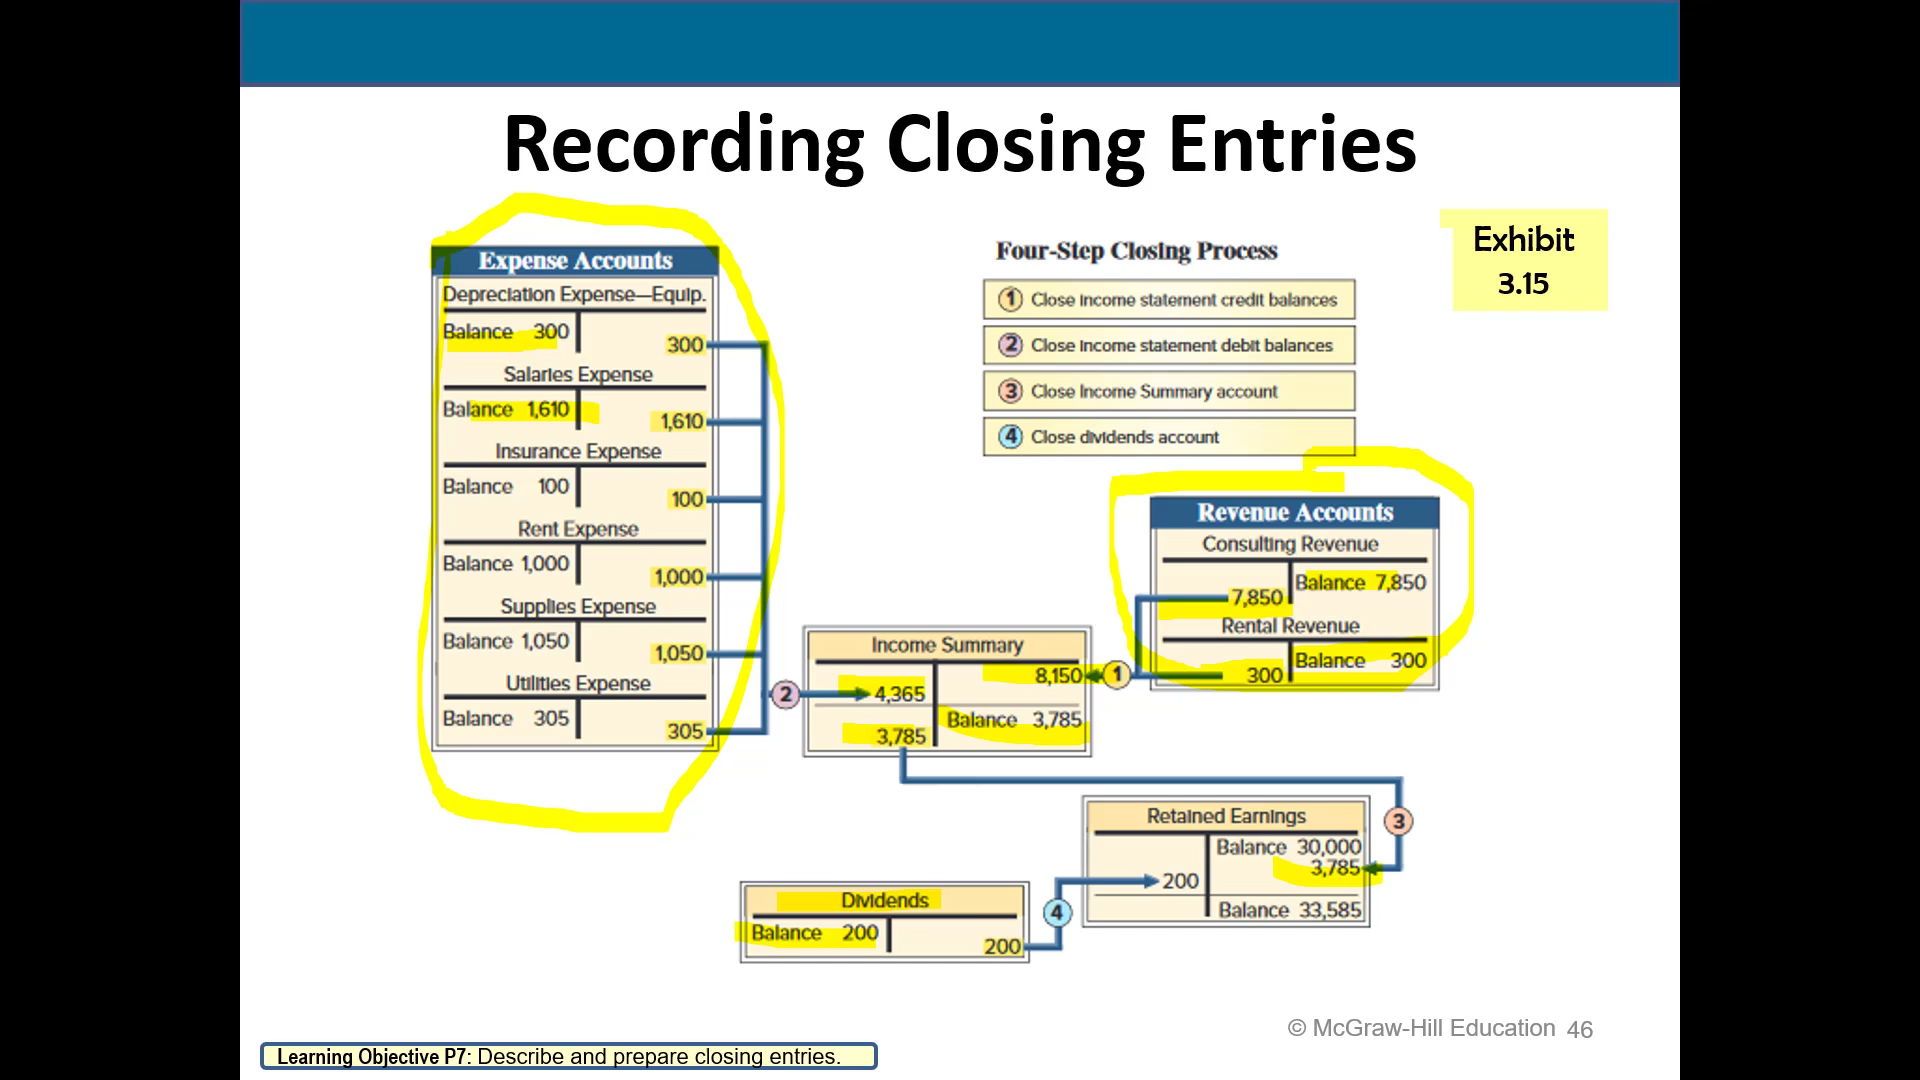 Recording Closing Entries
Exhibit
3.15
Expense Accounts
Depreciation Expense—Equip.
Balance 300
300
Salaries Expense
Balance 1,610
1,610
Insurance Expense
Balance 100
100
Rent Expense
Balance 1,000
1,000
Supplies Expense
Balance 1,050
1,050
Utilities Expense
Balance 305
305
Four-Step Closing Process
1 Close income statement credit balances
2 Close income statement debit balances
3 Close Income Summary account
4 Close dividends account
Revenue Accounts
Consulting Revenue
Balance 7,850
7,850
Rental Revenue
Balance 300
300
1
2
Income Summary
8,150
4,365
Balance 3,785
3,785
3
Retained Earnings
Balance 30,000
3,785
200
Balance 33,585
4
Dividends
Balance 200
200
© McGraw-Hill Education 46
Learning Objective P7: Describe and prepare closing entries.